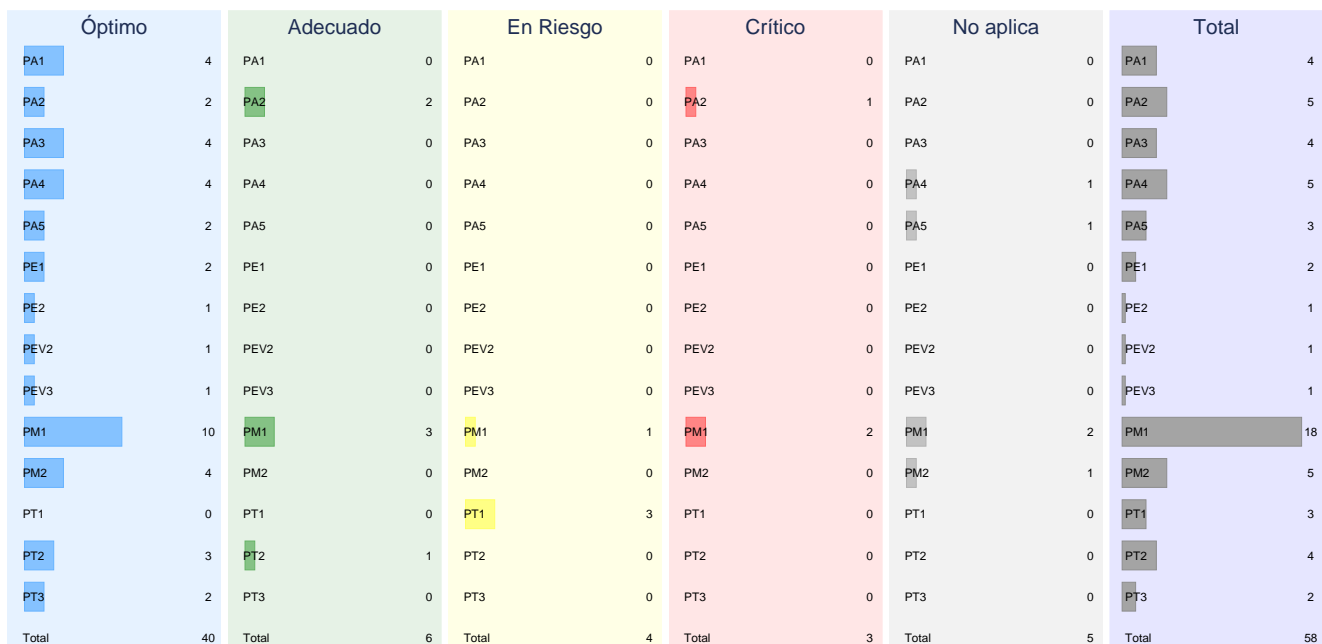 Óptimo Adecuado En Riesgo Crítico No aplica Total
PA1 4 PA1 0 PA1 0 PA1 0 PA1 0 PA1 4
PA2 2 PA2 2 PA2 0 PA2 1 PA2 0 PA2 5
PA3 4 PA3 0 PA3 0 PA3 0 PA3 0 PA3 4
PA4 4 PA4 0 PA4 0 PA4 0 PA4 1 PA4 5
PA5 2 PA5 0 PA5 0 PA5 0 PA5 1 PA5 3
PE1 2 PE1 0 PE1 0 PE1 0 PE1 0 PE1 2
PE2 1 PE2 0 PE2 0 PE2 0 PE2 0 PE2 1
PEV2 1 PEV2 0 PEV2 0 PEV2 0 PEV2 0 PEV2 1
PEV3 1 PEV3 0 PEV3 0 PEV3 0 PEV3 0 PEV3 1
PM1 10 PM1 3 PM1 1 PM1 2 PM1 2 PM1 18
PM2 4 PM2 0 PM2 0 PM2 0 PM2 1 PM2 5
PT1 0 PT1 0 PT1 3 PT1 0 PT1 0 PT1 3
PT2 3 PT2 1 PT2 0 PT2 0 PT2 0 PT2 4
PT3 2 PT3 0 PT3 0 PT3 0 PT3 0 PT3 2
Total 40 Total 6 Total 4 Total 3 Total 5 Total 58